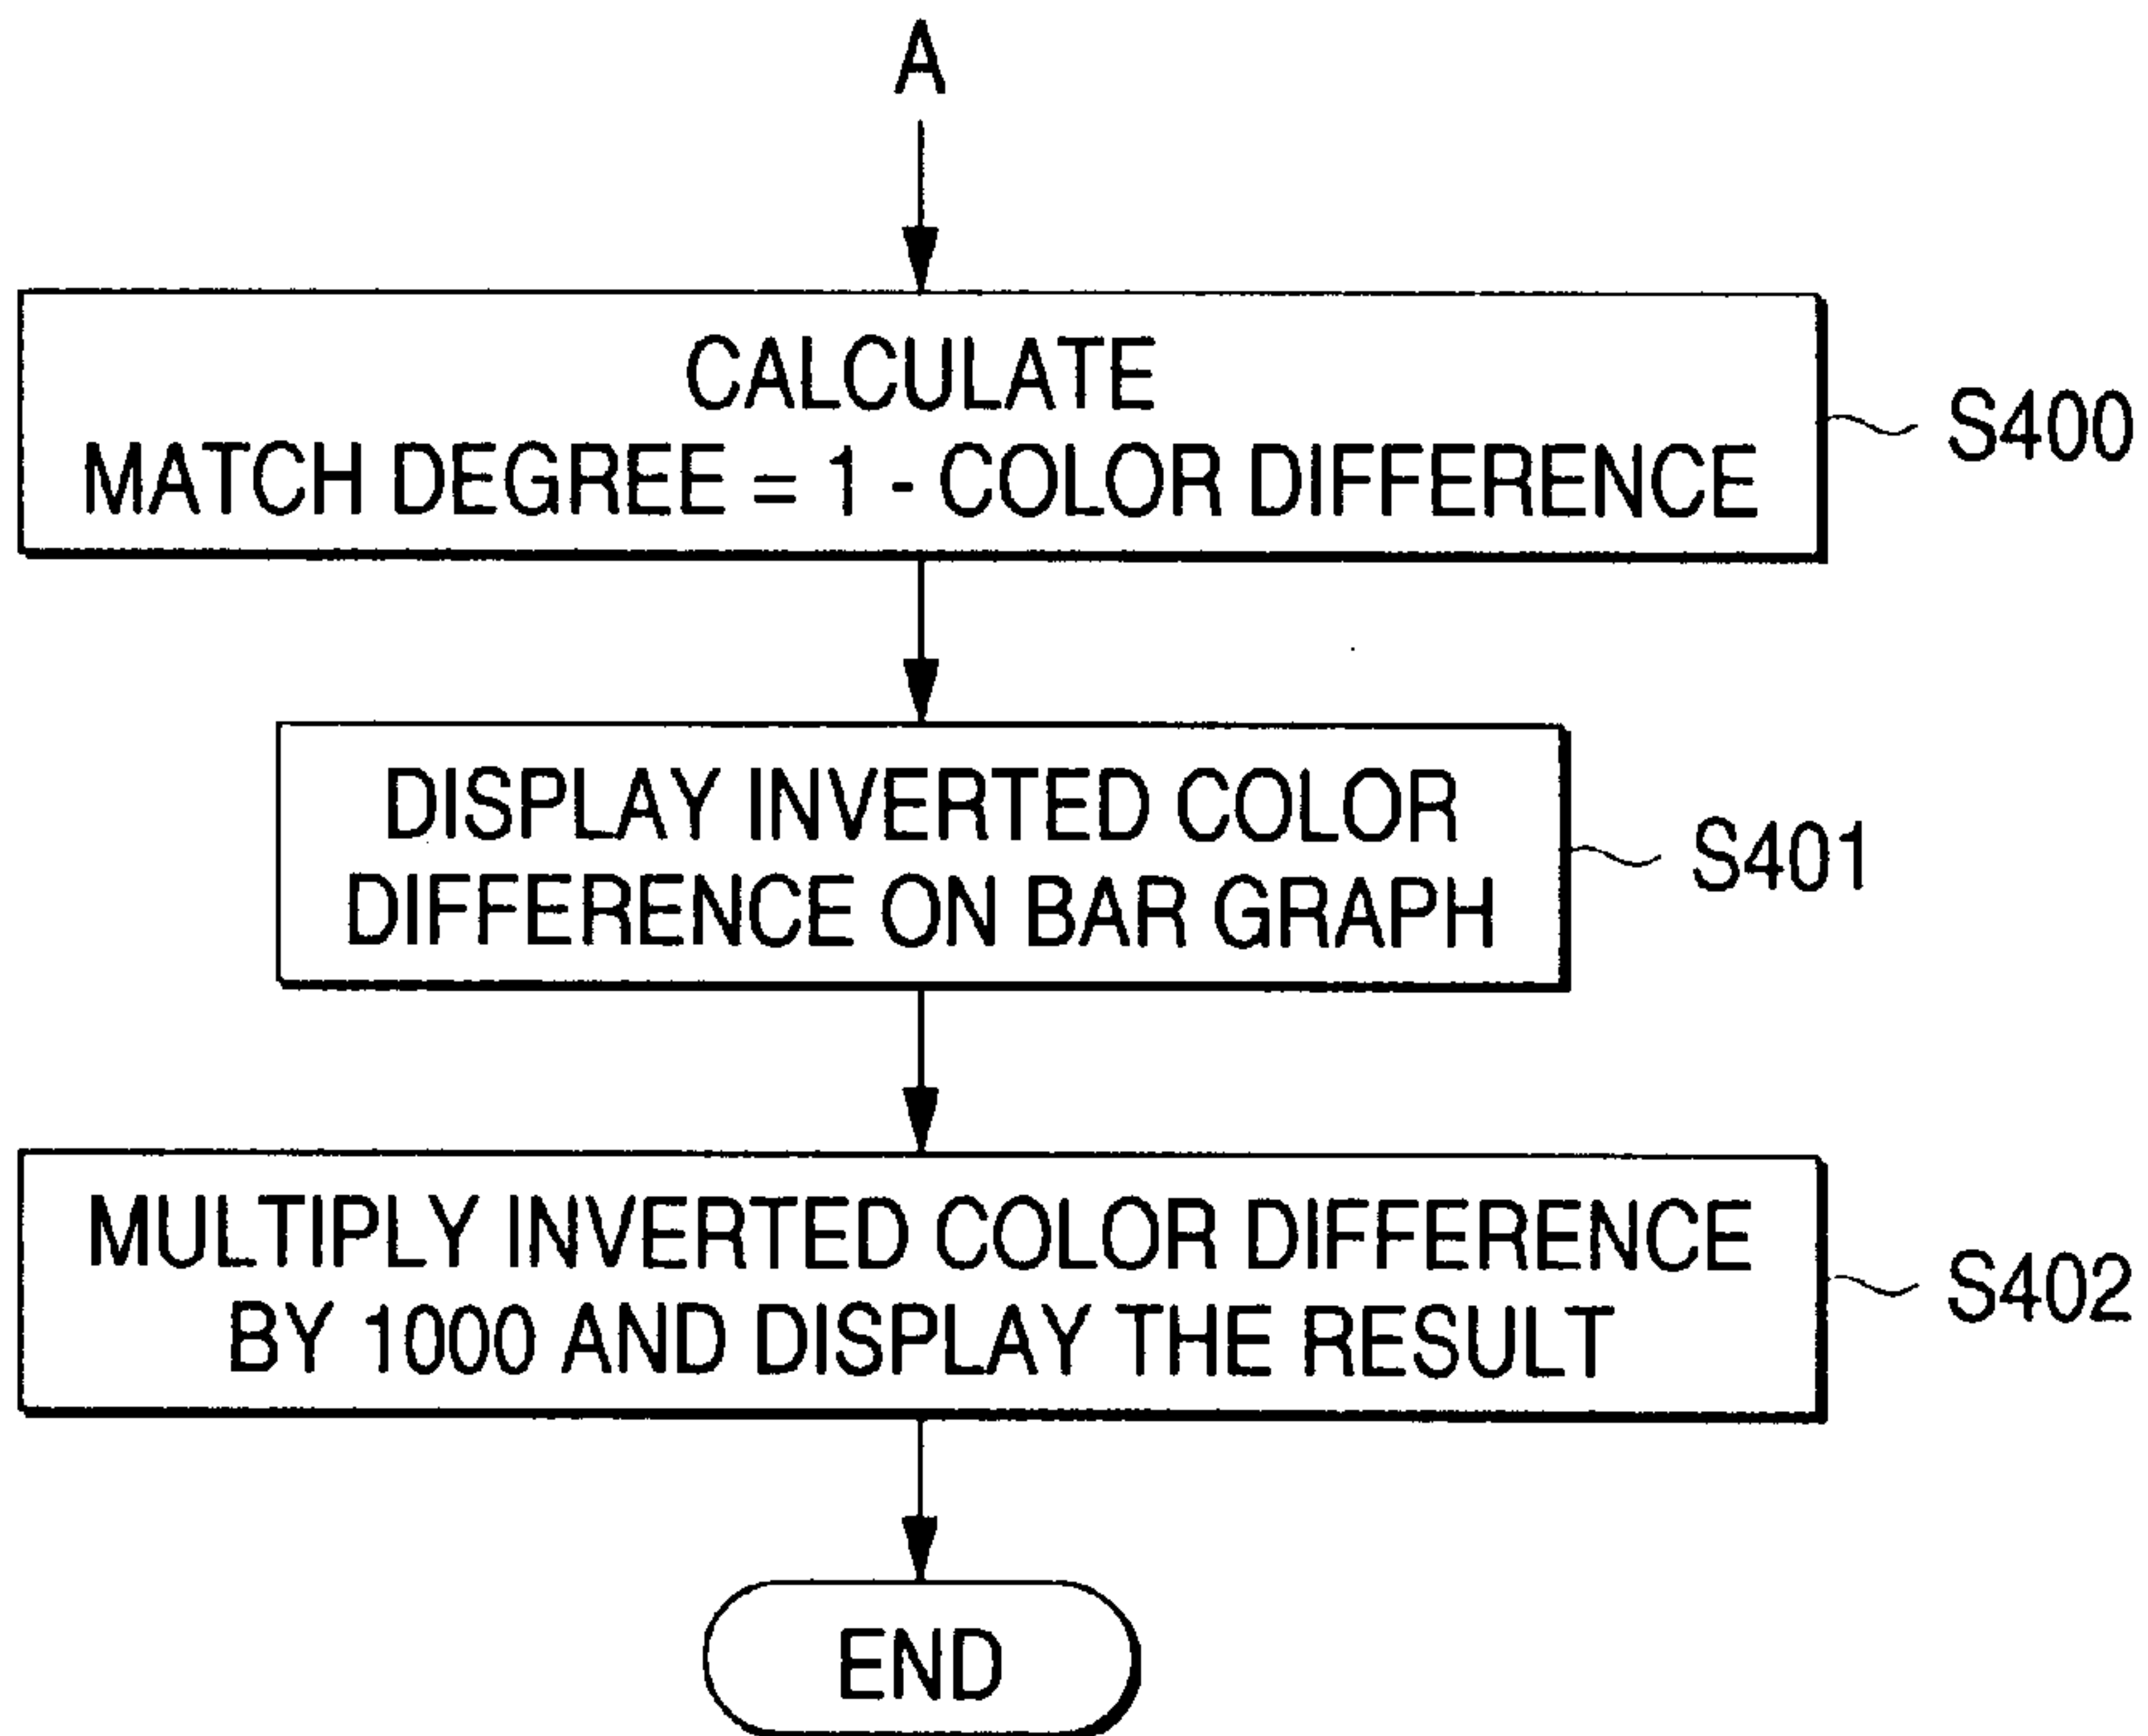 A
CALCULATE
MATCH DEGREE = 1 - COLOR DIFFERENCE
S400
DISPLAY INVERTED COLOR
DIFFERENCE ON BAR GRAPH
S401
MULTIPLY INVERTED COLOR DIFFERENCE
BY 1000 AND DISPLAY THE RESULT
S402
END